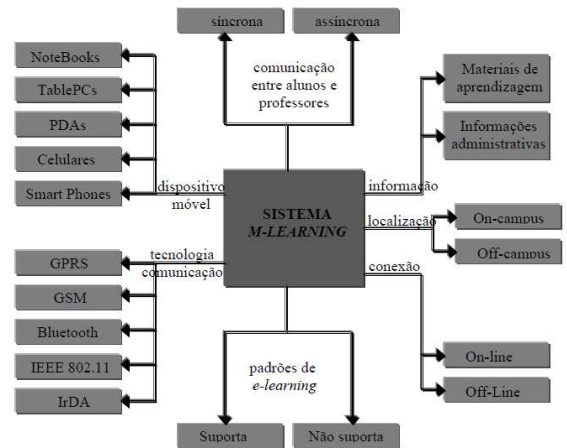 síncrona
assíncrona
comunicação
entre alunos e
professores
NoteBooks
TablePCs
PDAs
Celulares
Smart Phones
dispositivo
móvel
Materiais de
aprendizagem
Informações
administrativas
informação
SISTEMA
M-LEARNING
localização
On-campus
Off-campus
tecnologia
comunicação
GPRS
GSM
Bluetooth
IEEE 802.11
IrDA
conexão
On-line
Off-Line
padrões de
e-learning
Suporta
Não suporta